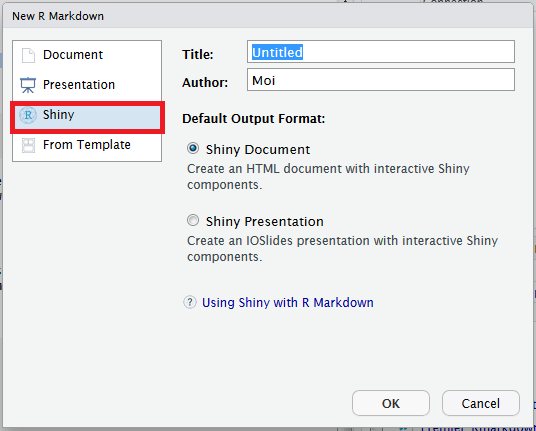 New R Markdown
Document
Presentation
R Shiny
From Template
Title: Untitled
Author: Moi
Default Output Format:
Shiny Document
Create an HTML document with interactive Shiny
components.
Shiny Presentation
Create an IOSlides presentation with interactive Shiny
components.
? Using Shiny with R Markdown
OK Cancel